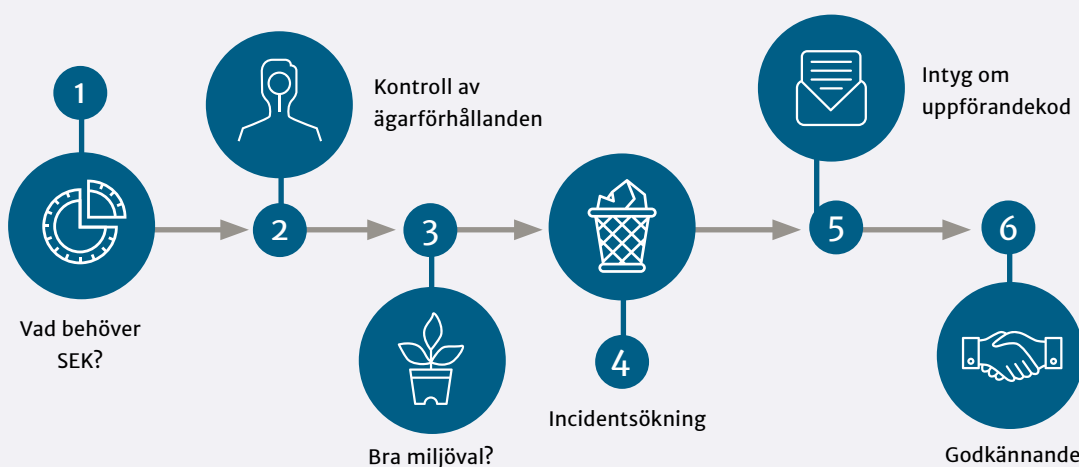 1
Vad behöver
SEK?
Kontroll av
ägarförhållanden
2
3
Bra miljöval?
4
Incidentsökning
Intyg om
uppförandekod
5
6
Godkännande